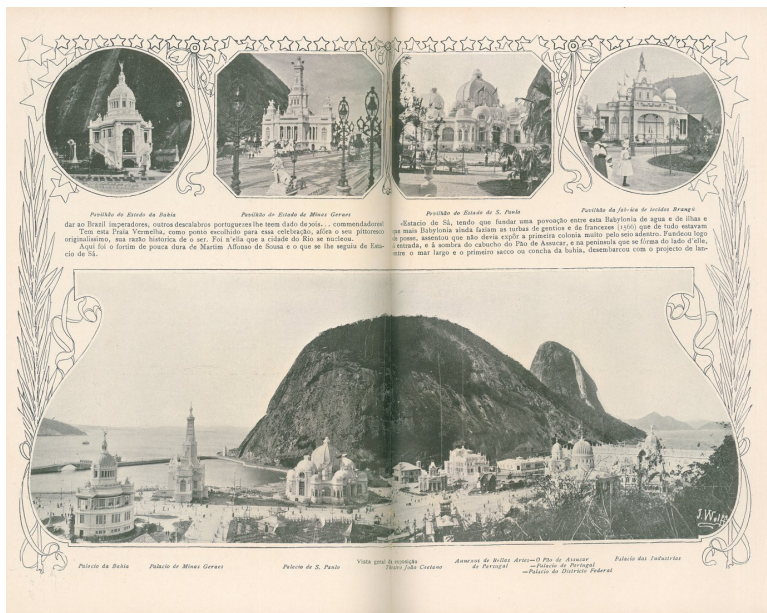 Pavilhão do Estado da Bahia
Pavilhão do Estado de Minas Geraes
Pavilhão do Estado de S. Paulo
Pavilhão da fabrica de tecidos Brangú
dar ao Brazil imperadores, outros descalabros portuguezes lhe teem dado de pois... commendadores!
Tem esta Praia Vermelha, como ponto escolhido para essa celebração, afóra o seu pittoresco
originalissimo, sua razão historica de o ser. Foi n'ella que a cidade do Rio se nucleou.
Aqui foi o fortim de pouca dura de Martim Affonso de Sousa e o que se lhe seguiu de Esta-
cio de Sá.
«Estacio de Sá, tendo que fundar uma povoação entre esta Babylonia de agua e de ilhas e
que mais Babylonia ainda faziam as turbas de gentios e de francezes (1566) que de tudo estavam
de posse, assentou que não devia expôr a primeira colonia muito pelo seio adentro. Fundeou logo
á entrada, e á sombra do cabucho do Pão de Assucar, e na peninsula que se fórma do lado d'elle,
entre o mar largo e o primeiro sacco ou concha da bahia, desembarcou com o projecto de lan-
Palacio da Bahia
Palacio de Minas Geraes
Palacio de S. Paulo
Vista geral da exposição
Theatro João Caetano
Annexos de Bellas Artes—O Pão de Assucar
de Portugal —Palacio de Portugal
—Palacio do Districto Federal
Palacio das Industrias